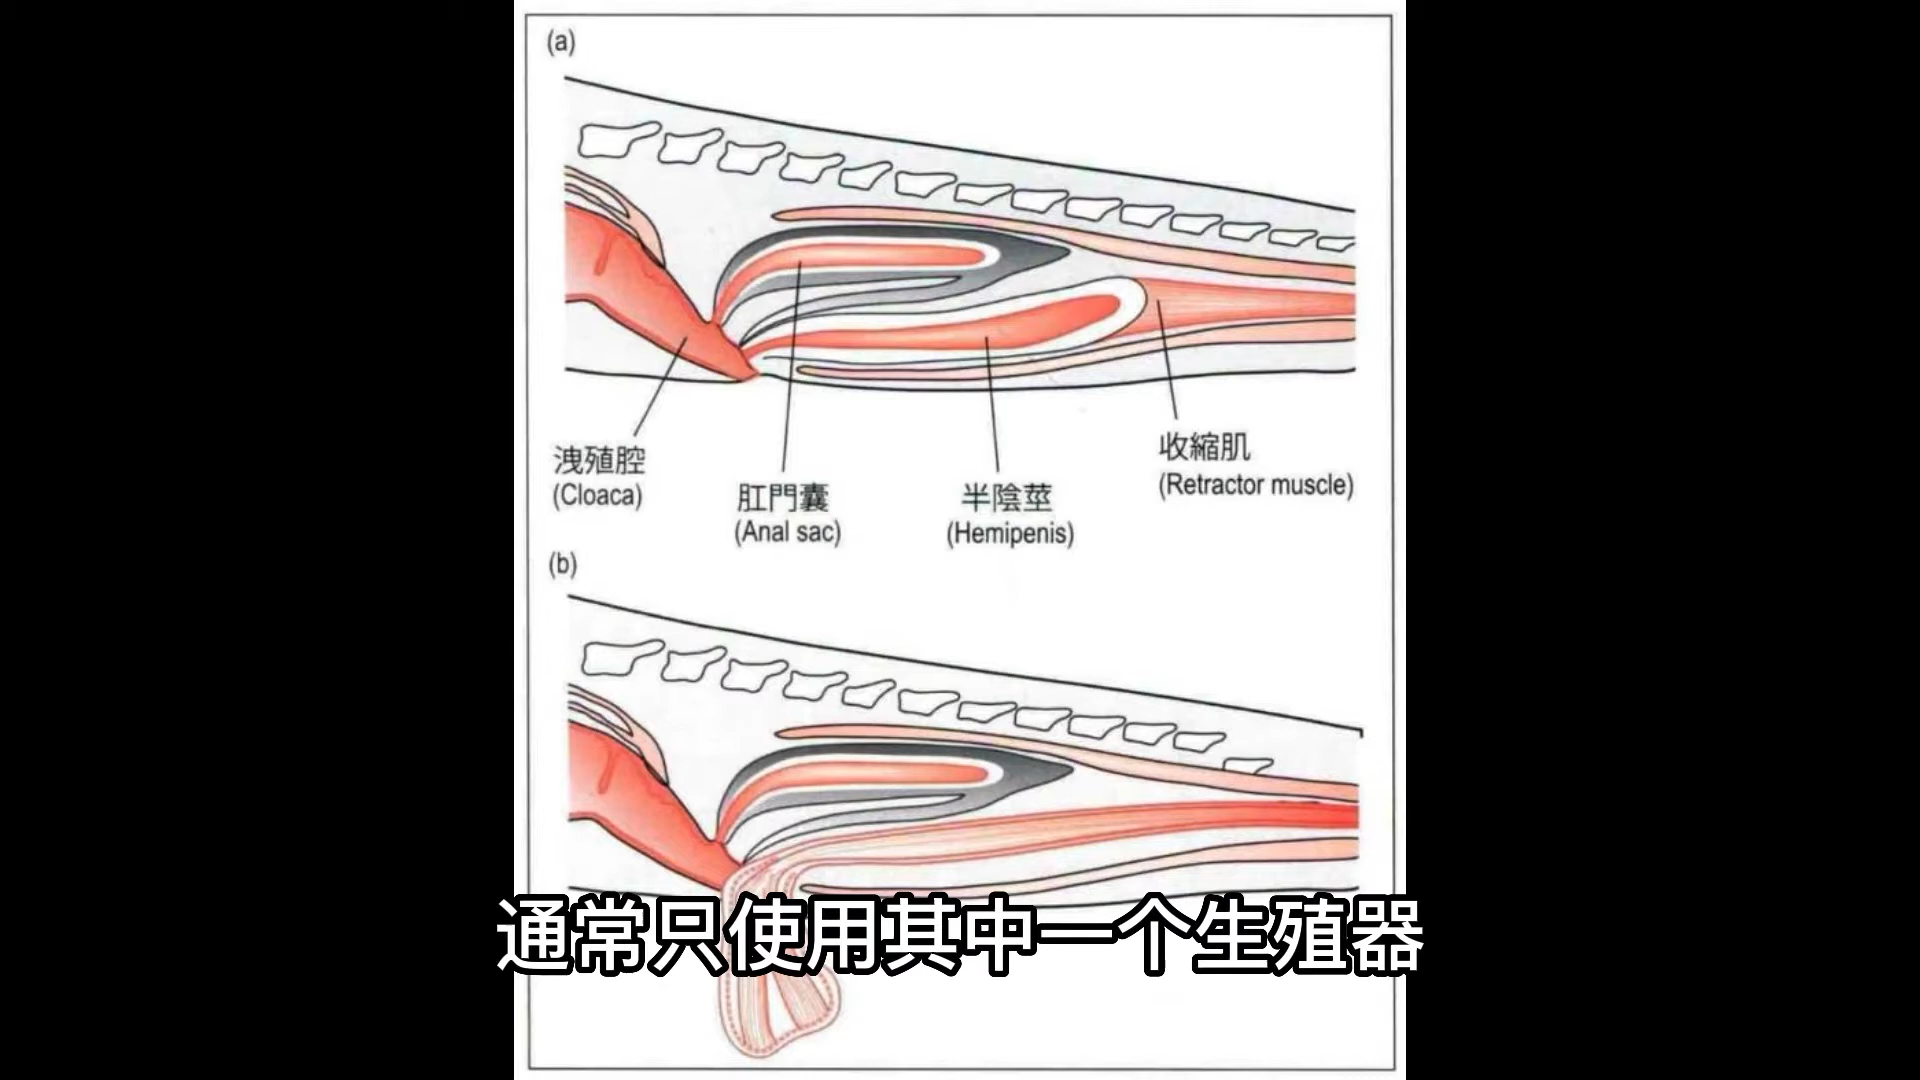 (a)
洩殖腔
(Cloaca)
肛門囊
(Anal sac)
半陰莖
(Hemipenis)
收縮肌
(Retractor muscle)
(b)
通常只使用其中一个生殖器